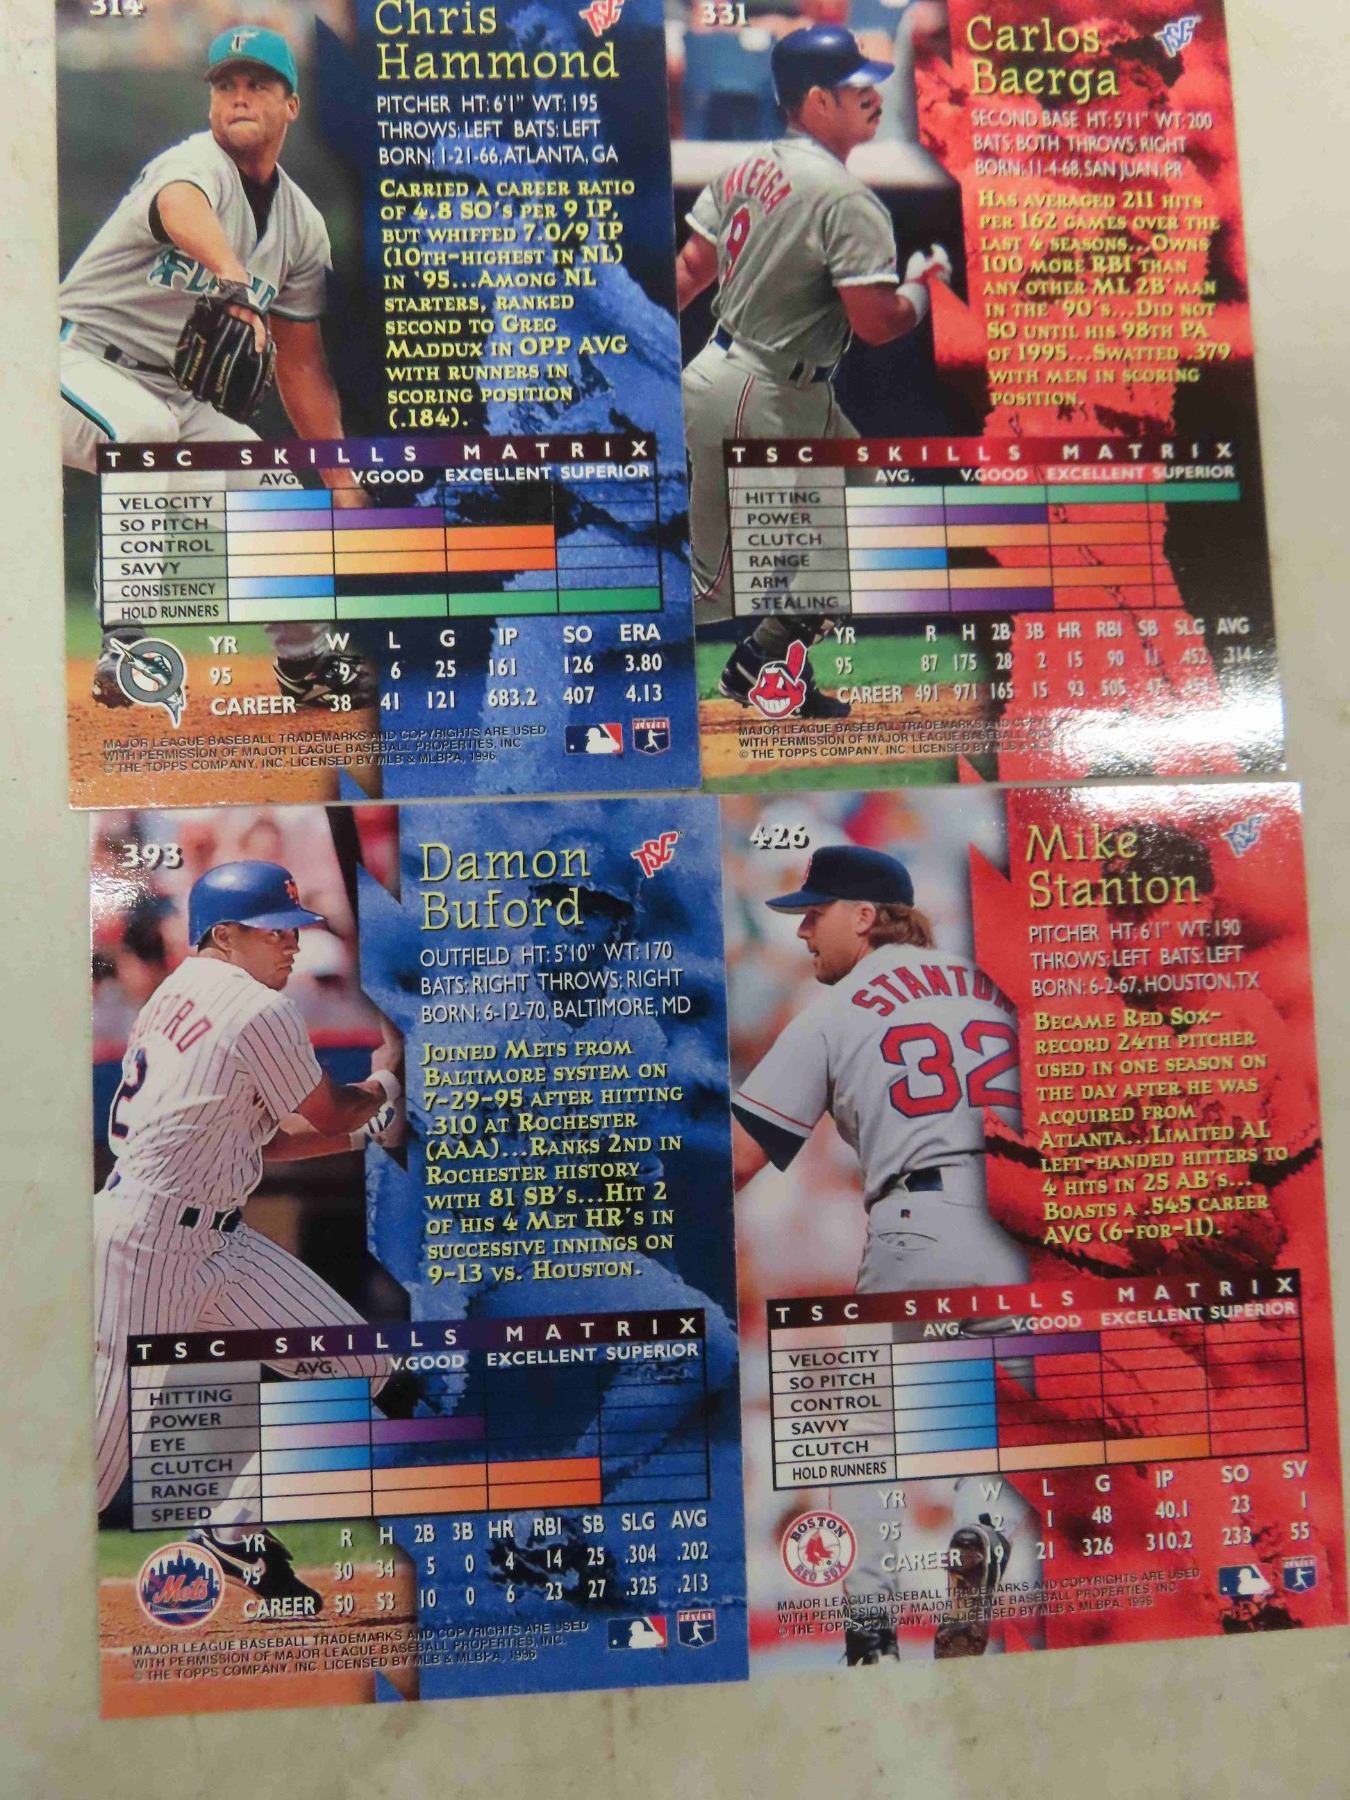 314
Chris
Hammond
TSC
PITCHER HT: 6'1" WT: 195
THROWS: LEFT BATS: LEFT
BORN: 1-21-66, ATLANTA, GA
CARRIED A CAREER RATIO
OF 4.8 SO'S PER 9 IP,
BUT WHIFFED 7.0/9 IP
(10TH-HIGHEST IN NL)
IN '95...AMONG NL
STARTERS, RANKED
SECOND TO GREG
MADDUX IN OPP AVG
WITH RUNNERS IN
SCORING POSITION
(.184).
TSC SKILLS MATRIX
AVG. V.GOOD EXCELLENT SUPERIOR
VELOCITY
SO PITCH
CONTROL
SAVVY
CONSISTENCY
HOLD RUNNERS
YR W L G IP SO ERA
95 9 6 25 161 126 3.80
CAREER 38 41 121 683.2 407 4.13
MAJOR LEAGUE BASEBALL TRADEMARKS AND COPYRIGHTS ARE USED
WITH PERMISSION OF MAJOR LEAGUE BASEBALL PROPERTIES, INC
© THE TOPPS COMPANY, INC. LICENSED BY MLB & MLBPA, 1996
331
Carlos
Baerga
TSC
SECOND BASE HT: 5'11" WT: 200
BATS: BOTH THROWS: RIGHT
BORN: 11-4-68, SAN JUAN, PR
HAS AVERAGED 211 HITS
PER 162 GAMES OVER THE
LAST 4 SEASONS...OWNS
100 MORE RBI THAN
ANY OTHER ML 2B'MAN
IN THE '90'S...DID NOT
SO UNTIL HIS 98TH PA
OF 1995...SWATTED .379
WITH MEN IN SCORING
POSITION.
TSC SKILLS MATRIX
AVG. V.GOOD EXCELLENT SUPERIOR
HITTING
POWER
CLUTCH
RANGE
ARM
STEALING
YR R H 2B 3B HR RBI SB SLG AVG
95 87 175 28 2 15 90 11 .452 .314
CAREER 491 971 165 15 93 505 47
MAJOR LEAGUE BASEBALL TRADEMARKS AND
WITH PERMISSION OF MAJOR LEAGUE BASEBALL
© THE TOPPS COMPANY, INC. LICENSED BY MLB &
BAERGA
9
393
Damon
Buford
TSC
OUTFIELD HT: 5'10" WT: 170
BATS: RIGHT THROWS: RIGHT
BORN: 6-12-70, BALTIMORE, MD
JOINED METS FROM
BALTIMORE SYSTEM ON
7-29-95 AFTER HITTING
.310 AT ROCHESTER
(AAA)...RANKS 2ND IN
ROCHESTER HISTORY
WITH 81 SB'S...HIT 2
OF HIS 4 MET HR'S IN
SUCCESSIVE INNINGS ON
9-13 VS. HOUSTON.
BUFORD
2
TSC SKILLS MATRIX
AVG. V.GOOD EXCELLENT SUPERIOR
HITTING
POWER
EYE
CLUTCH
RANGE
SPEED
YR R H 2B 3B HR RBI SB SLG AVG
95 30 34 5 0 4 14 25 .304 .202
CAREER 50 53 10 0 6 23 27 .325 .213
Mets
MAJOR LEAGUE BASEBALL TRADEMARKS AND COPYRIGHTS ARE USED
WITH PERMISSION OF MAJOR LEAGUE BASEBALL PROPERTIES, INC.
© THE TOPPS COMPANY, INC. LICENSED BY MLB & MLBPA, 1996
426
Mike
Stanton
TSC
PITCHER HT: 6'1" WT: 190
THROWS: LEFT BATS: LEFT
BORN: 6-2-67, HOUSTON, TX
BECAME RED SOX-
RECORD 24TH PITCHER
USED IN ONE SEASON ON
THE DAY AFTER HE WAS
ACQUIRED FROM
ATLANTA...LIMITED AL
LEFT-HANDED HITTERS TO
4 HITS IN 25 AB'S...
BOASTS A .545 CAREER
AVG (6-FOR-11).
STANTON
32
TSC SKILLS MATRIX
AVG. V.GOOD EXCELLENT SUPERIOR
VELOCITY
SO PITCH
CONTROL
SAVVY
CLUTCH
HOLD RUNNERS
YR W L G IP SO SV
95 2 1 48 40.1 23 1
CAREER 19 21 326 310.2 233 55
BOSTON
RED SOX
MAJOR LEAGUE BASEBALL TRADEMARKS AND COPYRIGHTS ARE USED
WITH PERMISSION OF MAJOR LEAGUE BASEBALL PROPERTIES, INC
© THE TOPPS COMPANY, INC. LICENSED BY MLB & MLBPA, 1996